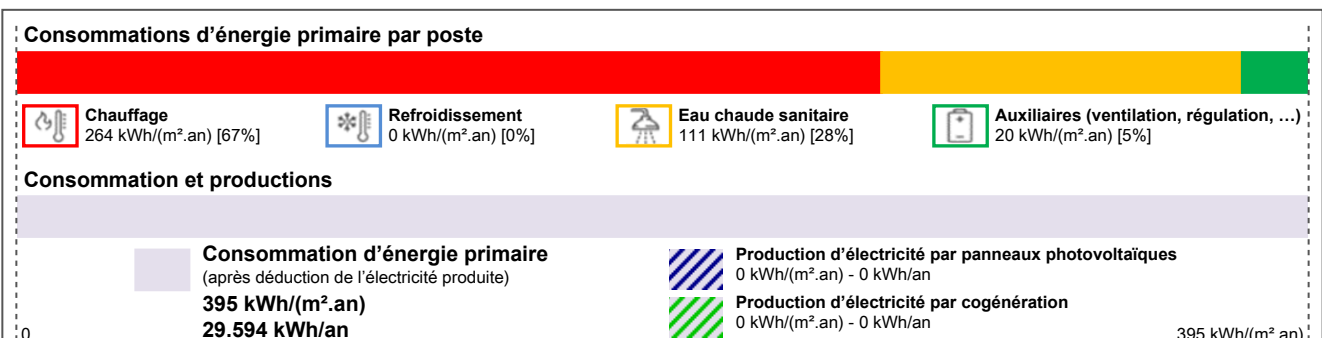 Consommations d’énergie primaire par poste
Chauffage
264 kWh/(m².an) [67%]
Refroidissement
0 kWh/(m².an) [0%]
Eau chaude sanitaire
111 kWh/(m².an) [28%]
Auxiliaires (ventilation, régulation, …)
20 kWh/(m².an) [5%]
Consommation et productions
Consommation d’énergie primaire
(après déduction de l’électricité produite)
395 kWh/(m².an)
29.594 kWh/an
Production d’électricité par panneaux photovoltaïques
0 kWh/(m².an) - 0 kWh/an
Production d’électricité par cogénération
0 kWh/(m².an) - 0 kWh/an
0
395 kWh/(m².an)